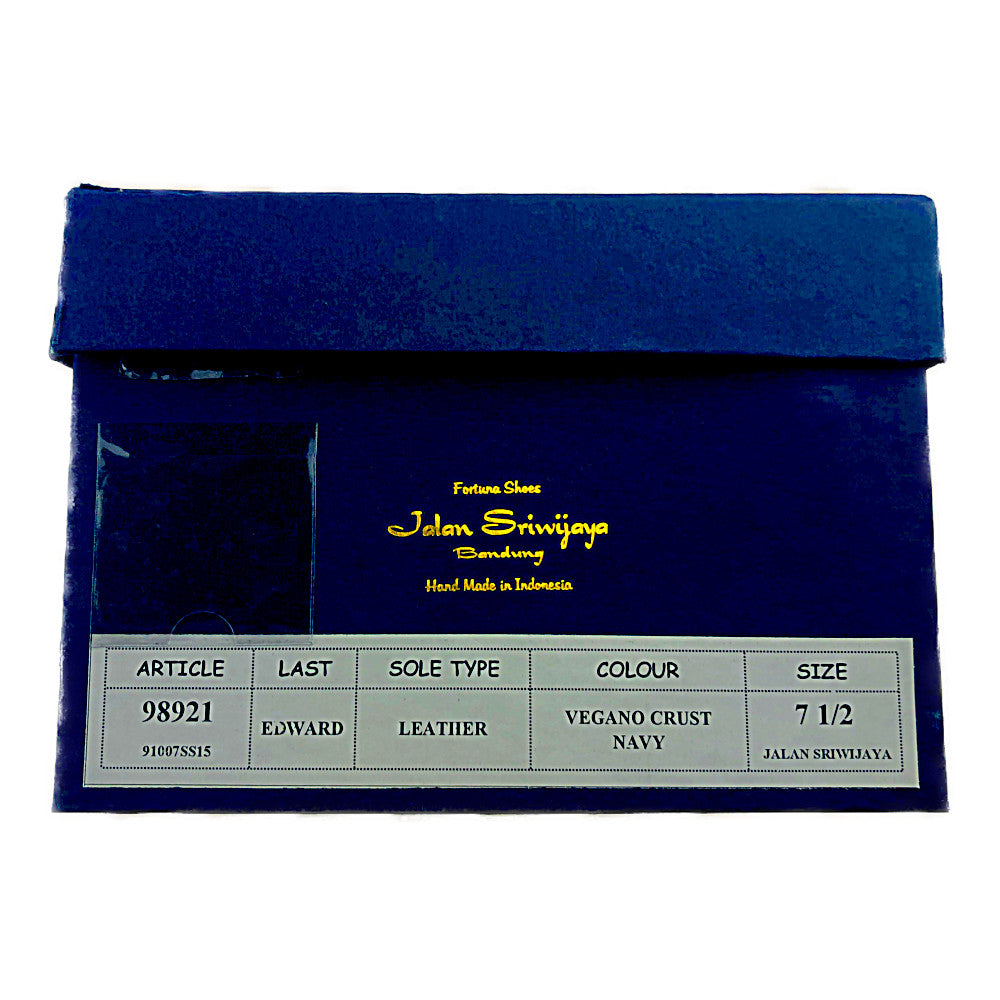 Fortuna Shoes
Jalan Sriwijaya
Bandung
Hand Made in Indonesia
ARTICLE LAST SOLE TYPE COLOUR SIZE
98921 EDWARD LEATHER VEGANO CRUST 7 1/2
91007SS15 NAVY JALAN SRIWIJAYA